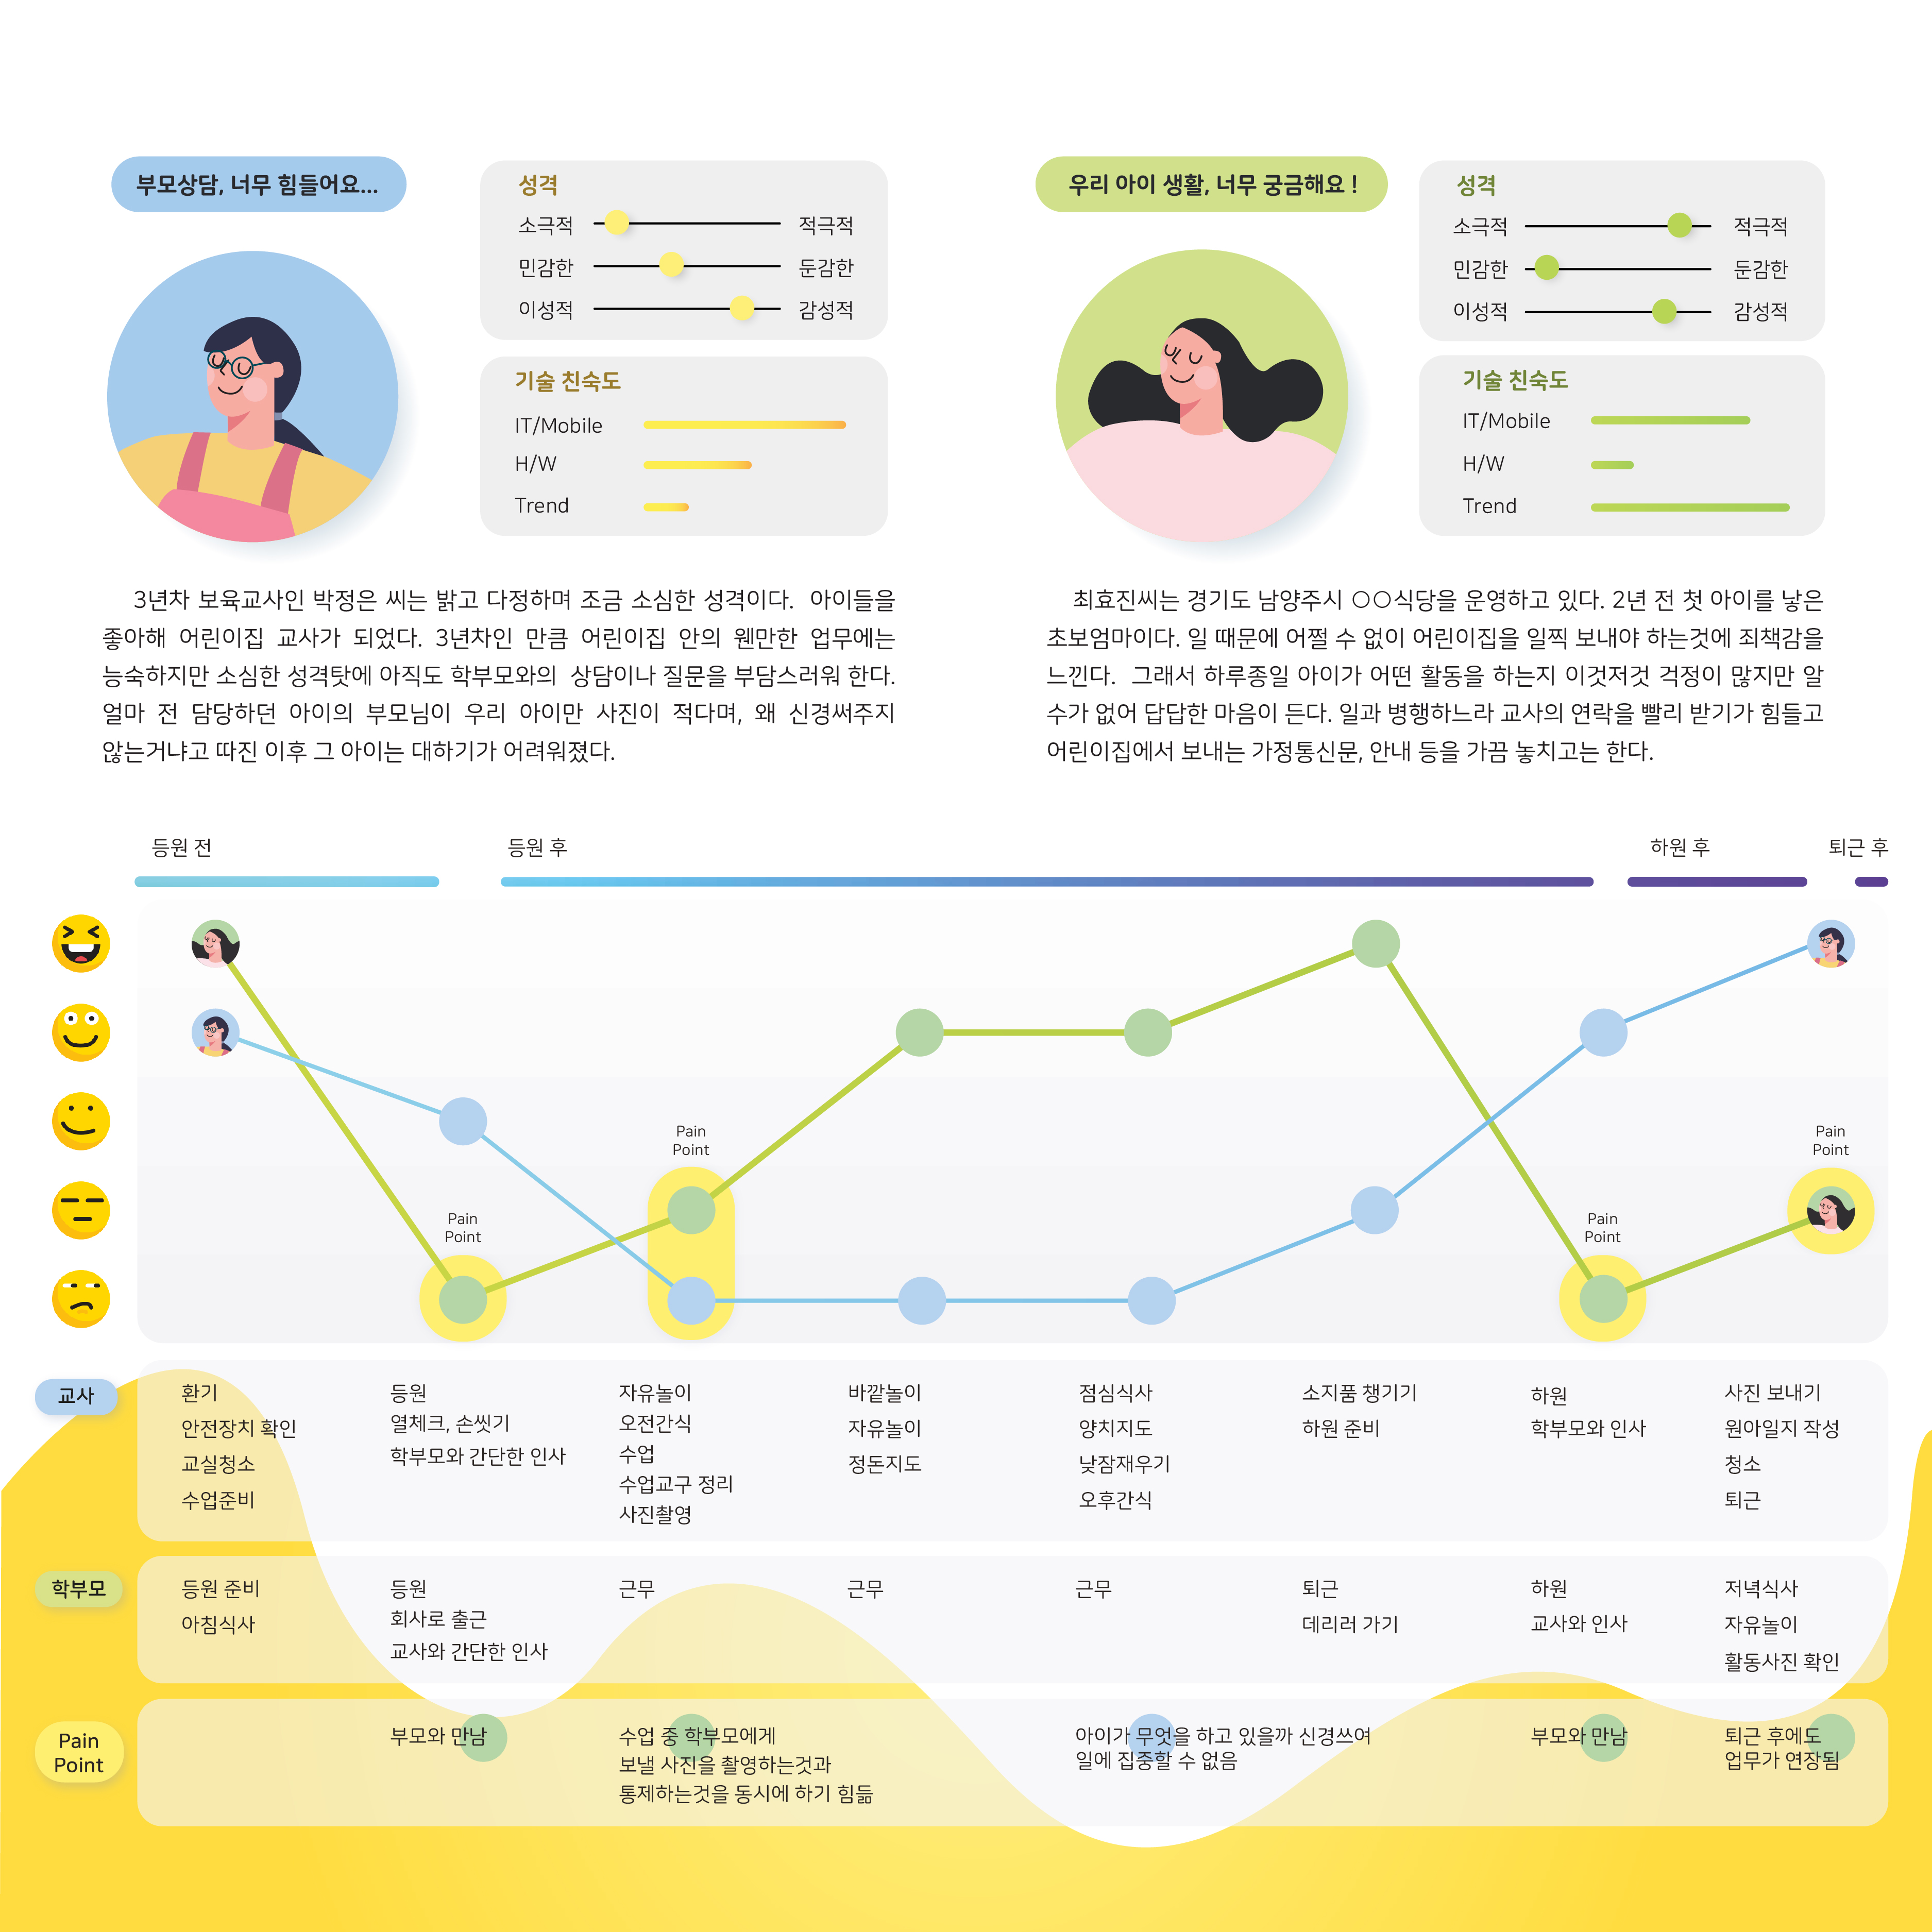 부모상담, 너무 힘들어요...
성격
소극적 적극적
민감한 둔감한
이성적 감성적
기술 친숙도
IT/Mobile
H/W
Trend
3년차 보육교사인 박정은 씨는 밝고 다정하며 조금 소심한 성격이다. 아이들을
좋아해 어린이집 교사가 되었다. 3년차인 만큼 어린이집 안의 웬만한 업무에는
능숙하지만 소심한 성격탓에 아직도 학부모와의 상담이나 질문을 부담스러워 한다.
얼마 전 담당하던 아이의 부모님이 우리 아이만 사진이 적다며, 왜 신경써주지
않는거냐고 따진 이후 그 아이는 대하기가 어려워졌다.
우리 아이 생활, 너무 궁금해요 !
성격
소극적 적극적
민감한 둔감한
이성적 감성적
기술 친숙도
IT/Mobile
H/W
Trend
최효진씨는 경기도 남양주시 ○○식당을 운영하고 있다. 2년 전 첫 아이를 낳은
초보엄마이다. 일 때문에 어쩔 수 없이 어린이집을 일찍 보내야 하는것에 죄책감을
느낀다. 그래서 하루종일 아이가 어떤 활동을 하는지 이것저것 걱정이 많지만 알
수가 없어 답답한 마음이 든다. 일과 병행하느라 교사의 연락을 빨리 받기가 힘들고
어린이집에서 보내는 가정통신문, 안내 등을 가끔 놓치고는 한다.
등원 전
등원 후
하원 후
퇴근 후
Pain
Point
Pain
Point
Pain
Point
Pain
Point
교사
환기
안전장치 확인
교실청소
수업준비
등원
열체크, 손씻기
학부모와 간단한 인사
자유놀이
오전간식
수업
수업교구 정리
사진촬영
바깥놀이
자유놀이
정돈지도
점심식사
양치지도
낮잠재우기
오후간식
소지품 챙기기
하원 준비
하원
학부모와 인사
사진 보내기
원아일지 작성
청소
퇴근
학부모
등원 준비
아침식사
등원
회사로 출근
교사와 간단한 인사
근무
근무
근무
퇴근
데리러 가기
하원
교사와 인사
저녁식사
자유놀이
활동사진 확인
Pain
Point
부모와 만남
수업 중 학부모에게
보낼 사진을 촬영하는것과
통제하는것을 동시에 하기 힘듦
아이가 무엇을 하고 있을까 신경쓰여
일에 집중할 수 없음
부모와 만남
퇴근 후에도
업무가 연장됨